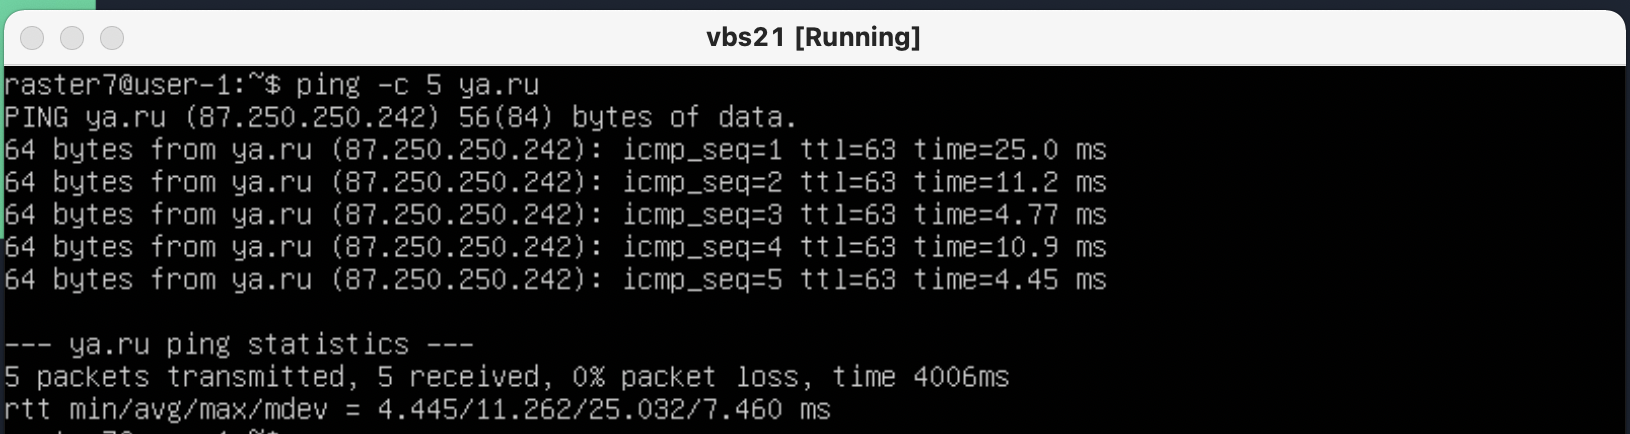 vbs21 [Running]
raster7@user-1:~$ ping -c 5 ya.ru
PING ya.ru (87.250.250.242) 56(84) bytes of data.
64 bytes from ya.ru (87.250.250.242): icmp_seq=1 ttl=63 time=25.0 ms
64 bytes from ya.ru (87.250.250.242): icmp_seq=2 ttl=63 time=11.2 ms
64 bytes from ya.ru (87.250.250.242): icmp_seq=3 ttl=63 time=4.77 ms
64 bytes from ya.ru (87.250.250.242): icmp_seq=4 ttl=63 time=10.9 ms
64 bytes from ya.ru (87.250.250.242): icmp_seq=5 ttl=63 time=4.45 ms
--- ya.ru ping statistics ---
5 packets transmitted, 5 received, 0% packet loss, time 4006ms
rtt min/avg/max/mdev = 4.445/11.262/25.032/7.460 ms